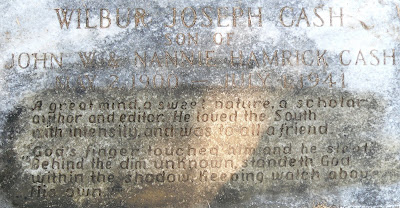 WILBUR JOSEPH CASH
SON OF
JOHN WM. NANNIE HAMRICK CASH
MAY 2, 1900 JULY 1, 1941
A great mind, a sweet nature, a scholar
author and editor. He loved the South
with intensity, and was to all a friend.
God's finger touched him and he slept
"Behind the dim unknown, standeth God
within the shadow, keeping watch above
His own."